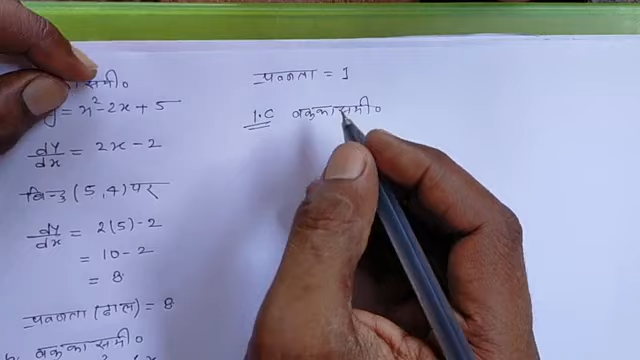 समी०
y = x² - 2x + 5
dy/dx = 2x - 2
बिन्दु (5, 4) पर
dy/dx = 2(5) - 2
= 10 - 2
= 8
प्रवणता (ढाल) = 8
वक्र का समी०
प्रवणता = 1
1.C वक्र का समी०